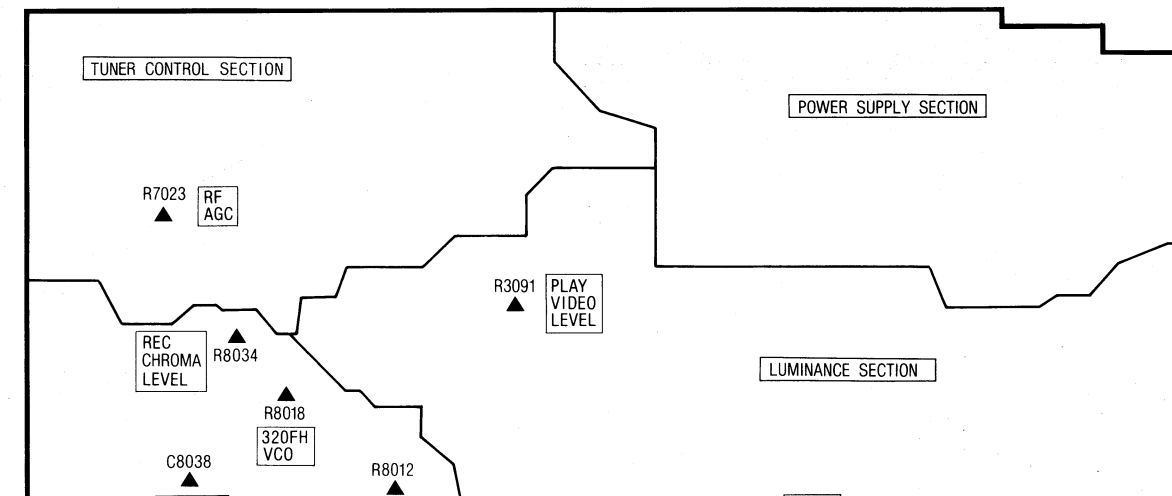 TUNER CONTROL SECTION
POWER SUPPLY SECTION
R7023
RF
AGC
R3091
PLAY
VIDEO
LEVEL
REC
CHROMA
LEVEL
R8034
LUMINANCE SECTION
R8018
320FH
VCO
C8038
R8012